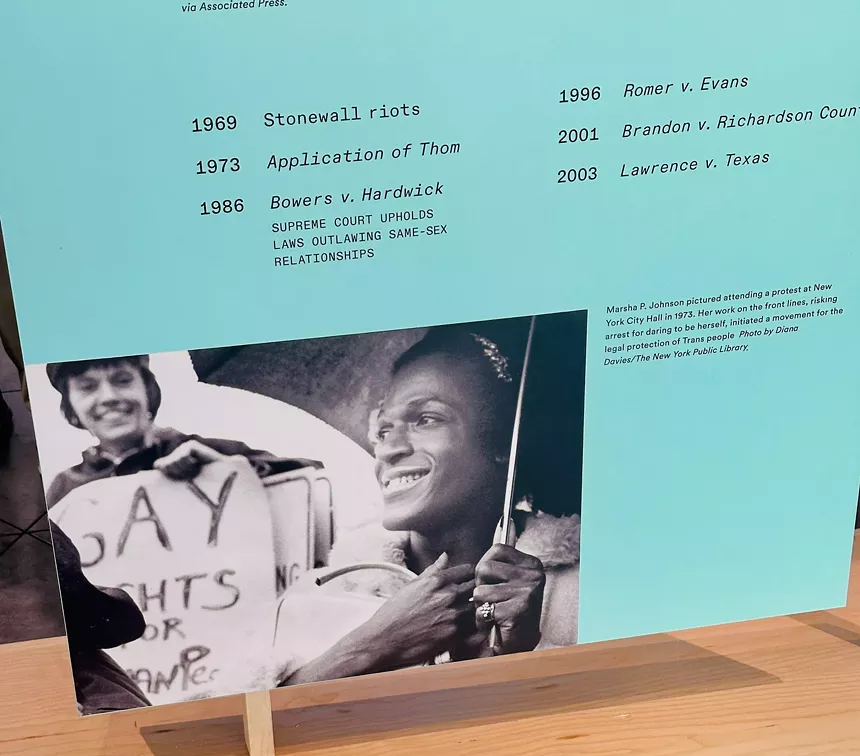 via Associated Press.
1969 Stonewall riots
1973 Application of Thom
1986 Bowers v. Hardwick
SUPREME COURT UPHOLDS
LAWS OUTLAWING SAME-SEX
RELATIONSHIPS
1996 Romer v. Evans
2001 Brandon v. Richardson Coun
2003 Lawrence v. Texas
Marsha P. Johnson pictured attending a protest at New
York City Hall in 1973. Her work on the front lines, risking
arrest for daring to be herself, initiated a movement for the
legal protection of Trans people Photo by Diana
Davies/The New York Public Library.
GAY
GHTS
OR
NG